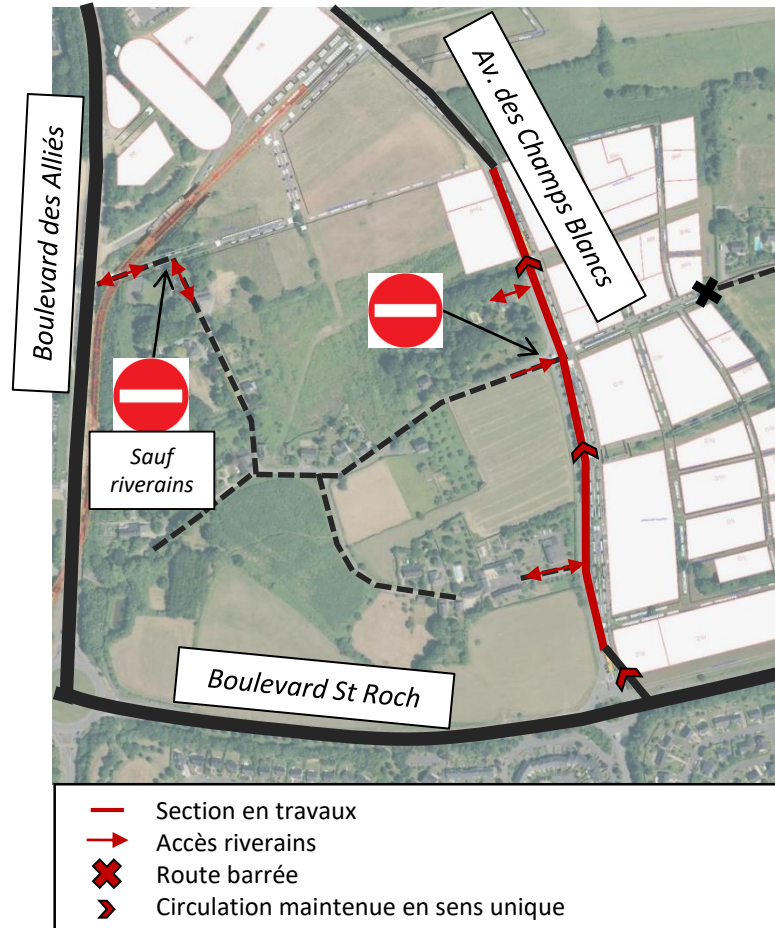 Boulevard des Alliés
Av. des Champs Blancs
Sauf
riverains
Boulevard St Roch
Section en travaux
Accès riverains
Route barrée
Circulation maintenue en sens unique